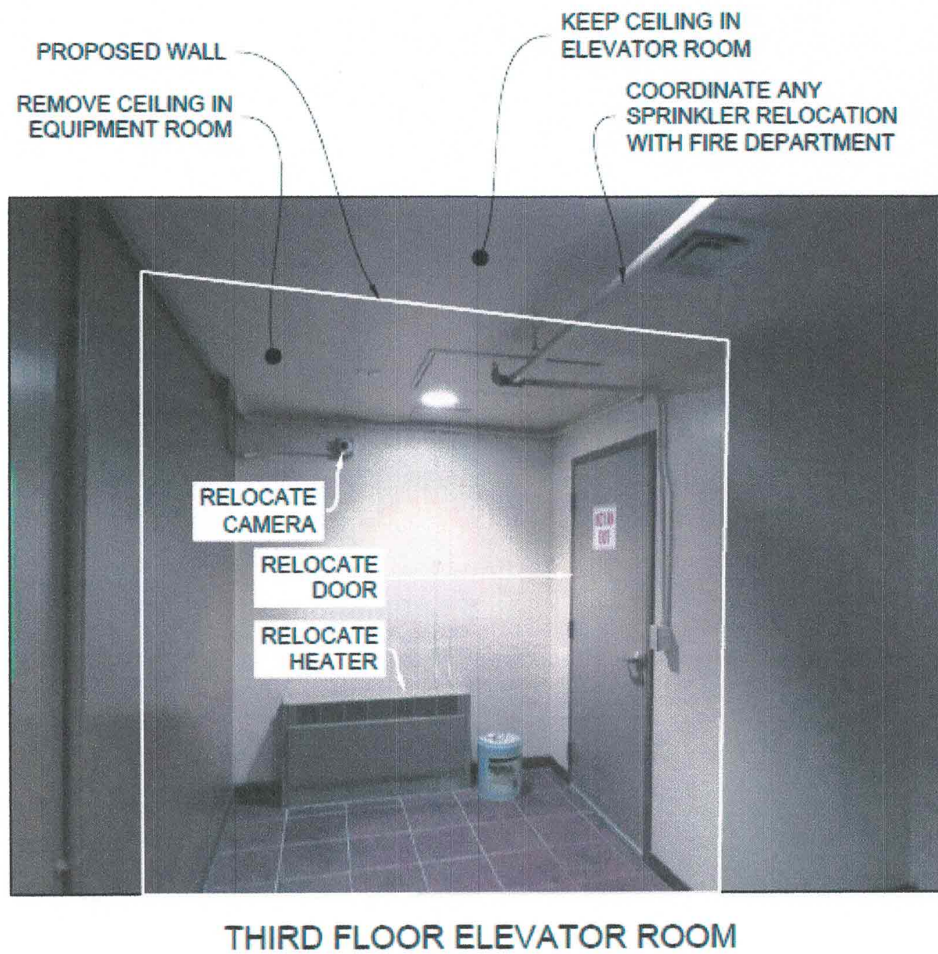 KEEP CEILING IN
ELEVATOR ROOM
PROPOSED WALL
COORDINATE ANY
SPRINKLER RELOCATION
WITH FIRE DEPARTMENT
REMOVE CEILING IN
EQUIPMENT ROOM
RELOCATE
CAMERA
RELOCATE
DOOR
RELOCATE
HEATER
THIRD FLOOR ELEVATOR ROOM